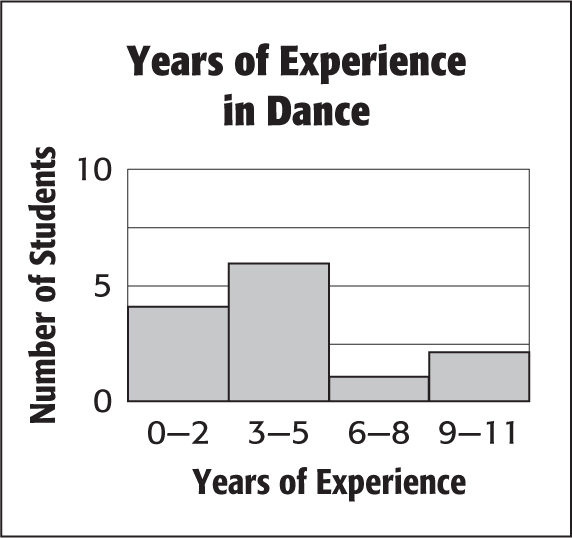 Years of Experience
in Dance
Number of Students
10
5
0
0–2 3–5 6–8 9–11
Years of Experience